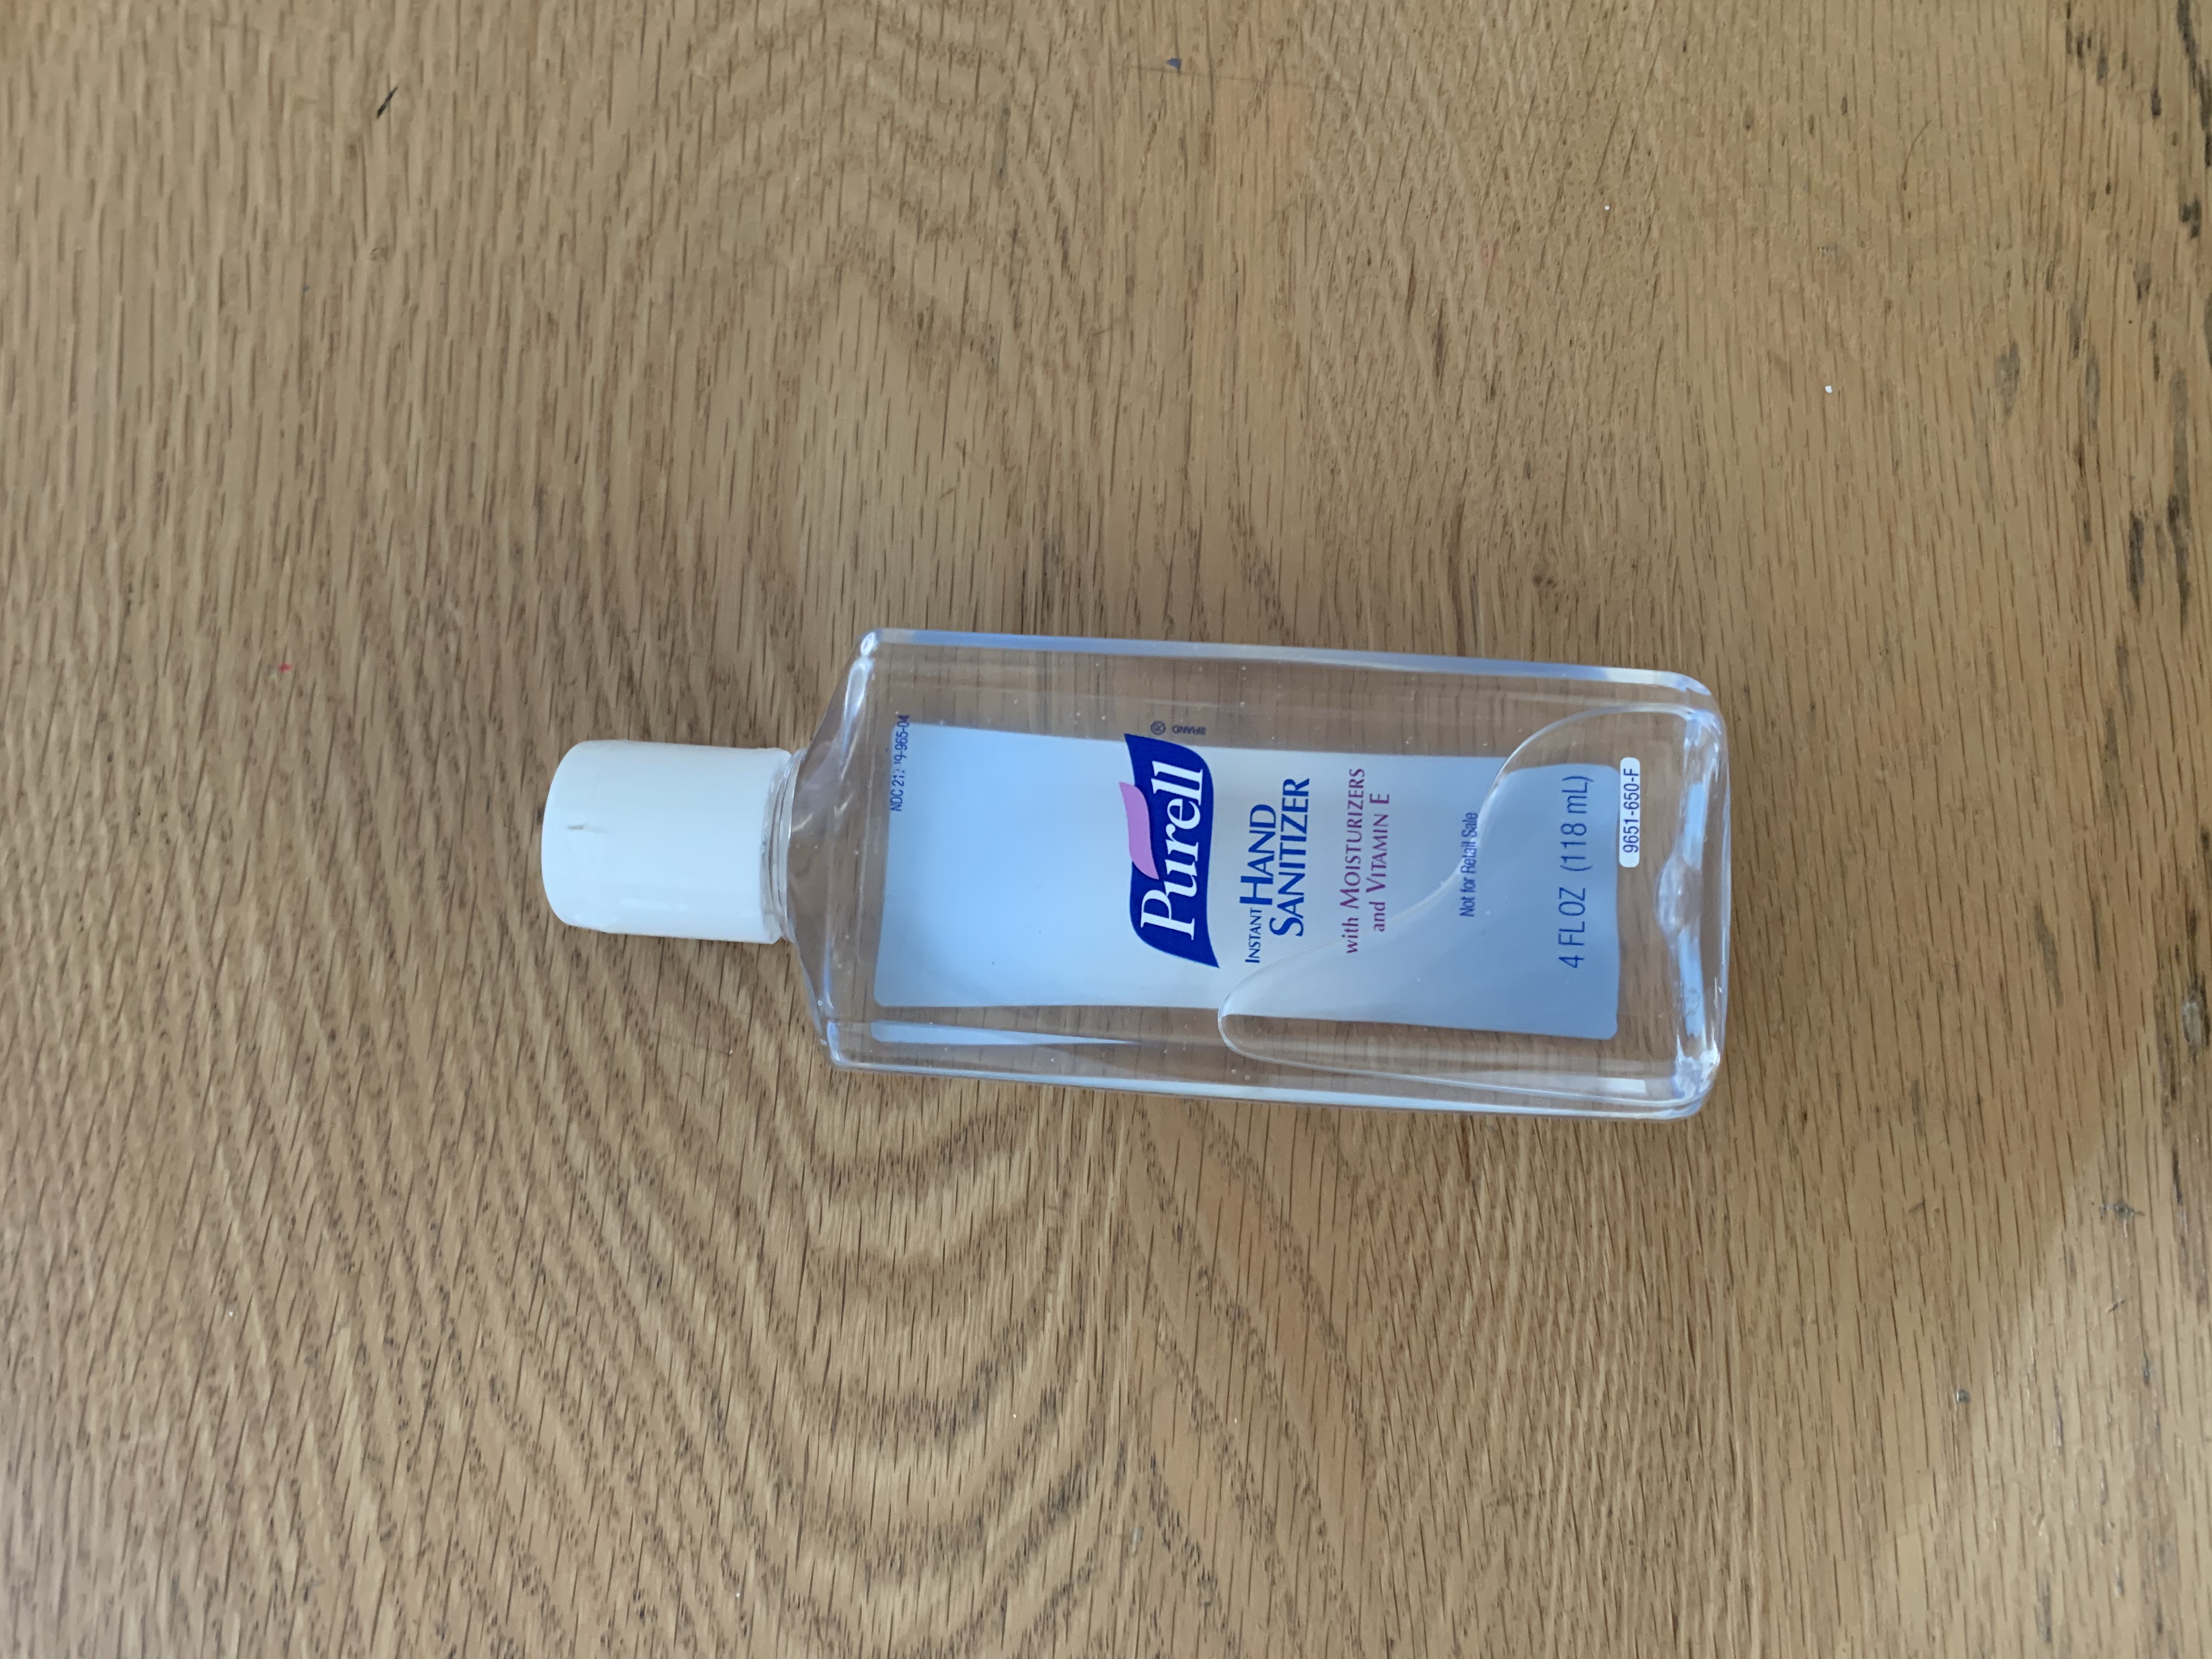 Purell
®
BRAND
INSTANT HAND
SANITIZER
with MOISTURIZERS
and VITAMIN E
Not for Retail Sale
4 FL OZ (118 mL)
9651-650-F